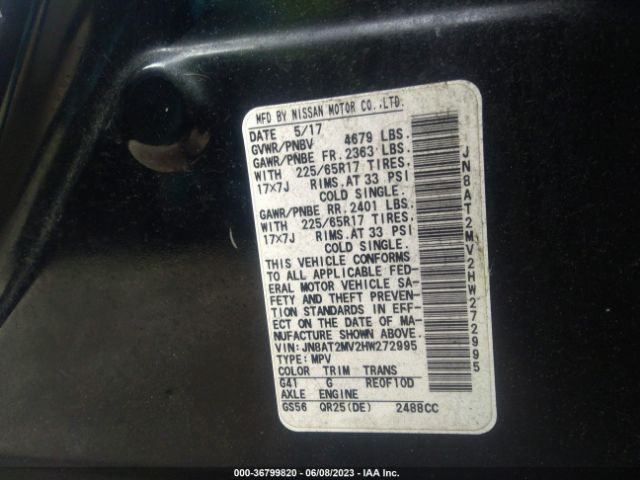 MFD BY NISSAN MOTOR CO.,LTD.
DATE 5/17
GVWR/PNBV 4679 LBS.
GAWR/PNBE FR. 2363 LBS.
WITH 225/65R17 TIRES,
17x7J RIMS.AT 33 PSI
COLD SINGLE.
GAWR/PNBE RR. 2401 LBS.
WITH 225/65R17 TIRES,
17x7J RIMS.AT 33 PSI
COLD SINGLE.
THIS VEHICLE CONFORMS
TO ALL APPLICABLE FED-
ERAL MOTOR VEHICLE SA-
FETY AND THEFT PREVEN-
TION STANDARDS IN EFF-
ECT ON THE DATE OF MA-
NUFACTURE SHOWN ABOVE.
VIN:JN8AT2MV2HW272995
TYPE:MPV
COLOR TRIM TRANS
G41 G RE0F10D
AXLE ENGINE
GS56 QR25(DE) 2488CC
JN8AT2MV2HW272995
000-36799820 - 06/08/2023 - IAA Inc.